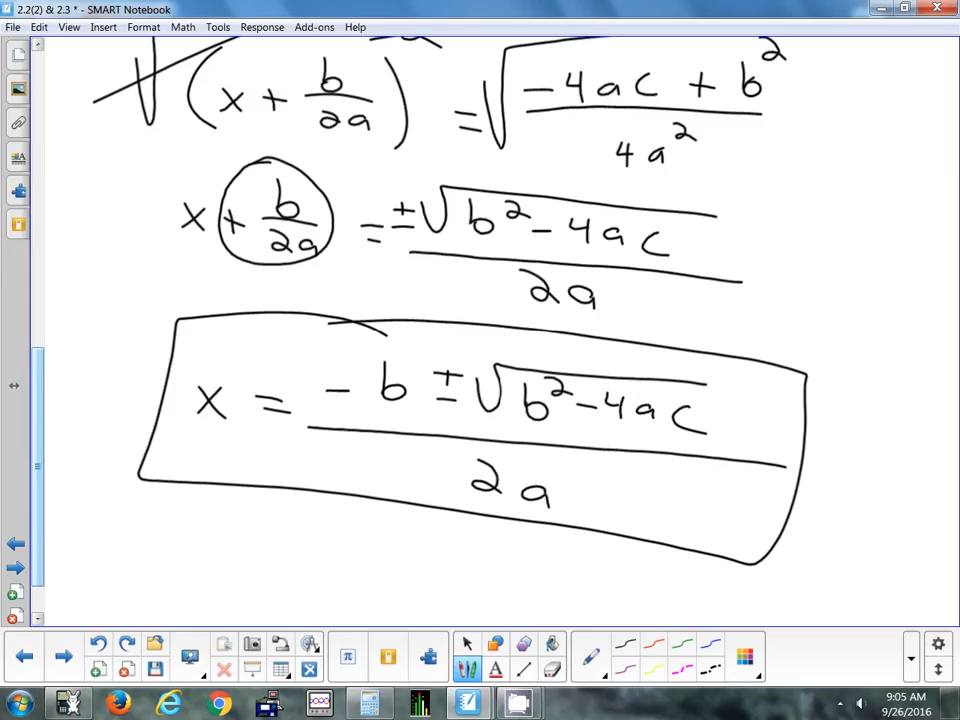 2.2(2) & 2.3 * - SMART Notebook
File Edit View Insert Format Math Tools Response Add-ons Help
√(x + b/2a) = √(-4ac + b²)/4a²
x + b/2a = ±√(b² - 4ac)/2a
x = -b ±√(b² - 4ac)/2a
π
A
9:05 AM
9/26/2016